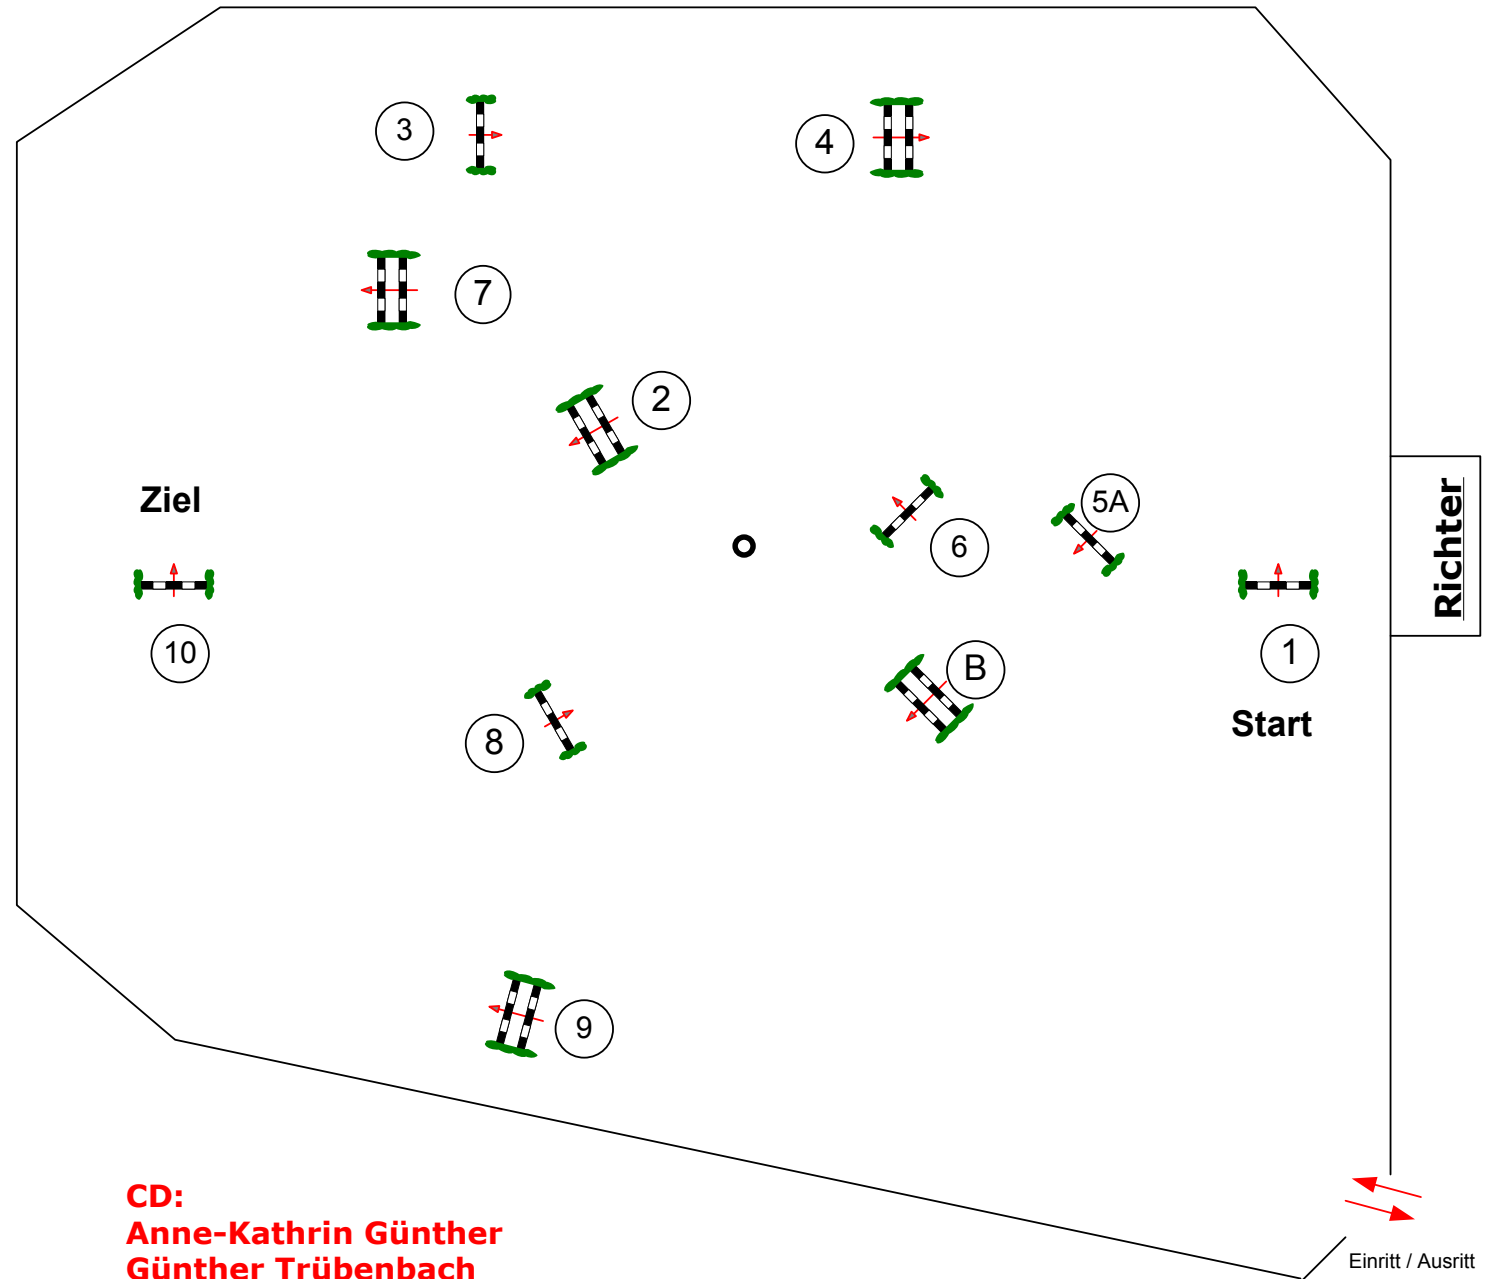 3
4
7
2
Ziel
5A
6
Richter
10
1
B
Start
8
9
CD:
Anne-Kathrin Günther
Günther Trübenbach
Einritt / Ausritt